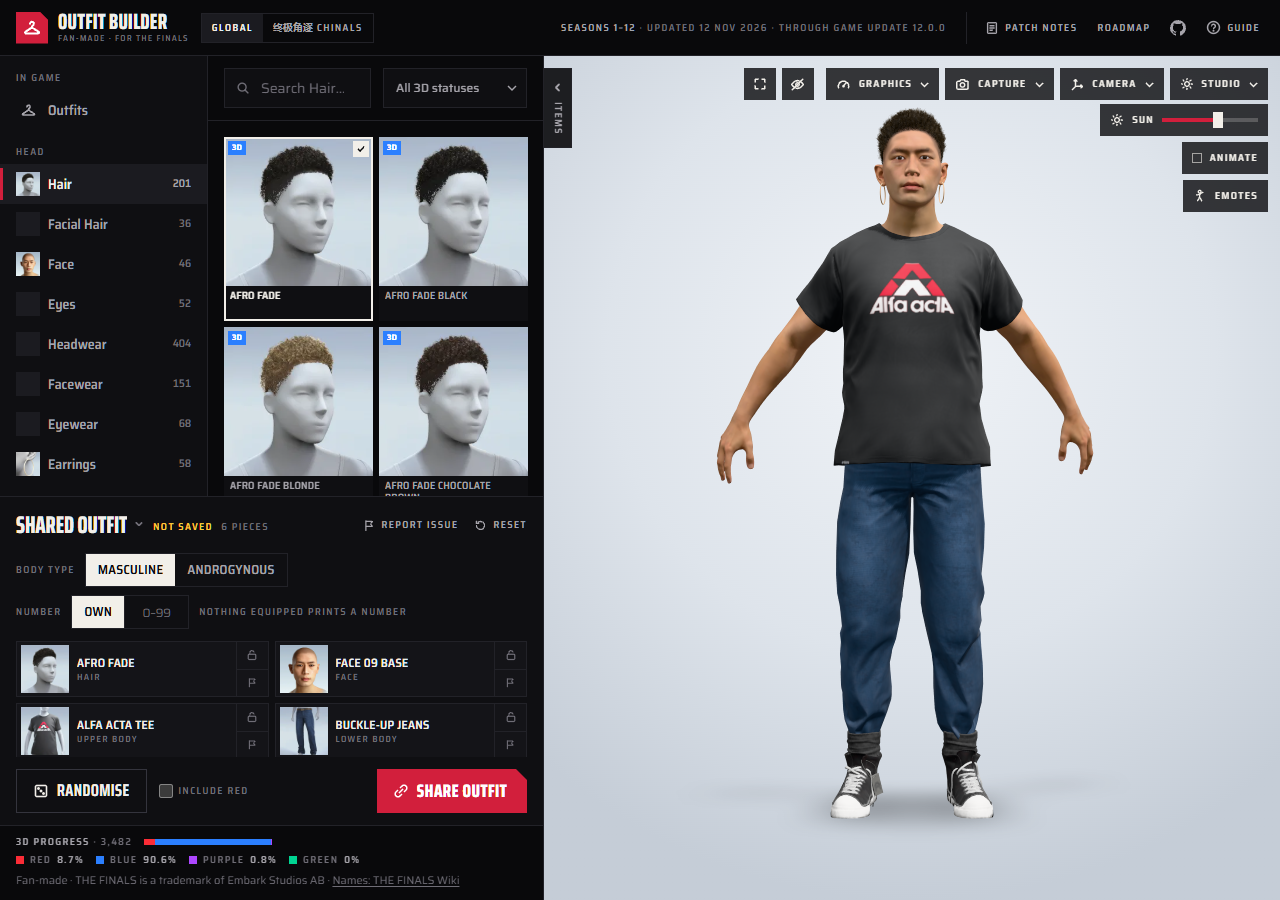 OUTFIT BUILDER
FAN-MADE · FOR THE FINALS
GLOBAL
终极角逐 CHINALS
SEASONS 1–12 · UPDATED 12 NOV 2026 · THROUGH GAME UPDATE 12.0.0
PATCH NOTES
ROADMAP
GUIDE
IN GAME
Outfits
HEAD
Hair 201
Facial Hair 36
Face 46
Eyes 52
Headwear 404
Facewear 151
Eyewear 68
Earrings 58
Search Hair...
All 3D statuses
3D
AFRO FADE
3D
AFRO FADE BLACK
3D
AFRO FADE BLONDE
3D
AFRO FADE CHOCOLATE
BROWN
ITEMS
GRAPHICS
CAPTURE
CAMERA
STUDIO
SUN
ANIMATE
EMOTES
Alfa actA
SHARED OUTFIT
NOT SAVED
6 PIECES
REPORT ISSUE
RESET
BODY TYPE
MASCULINE
ANDROGYNOUS
NUMBER
OWN
0–99
NOTHING EQUIPPED PRINTS A NUMBER
AFRO FADE
HAIR
FACE 09 BASE
FACE
ALFA ACTA TEE
UPPER BODY
BUCKLE-UP JEANS
LOWER BODY
RANDOMISE
INCLUDE RED
SHARE OUTFIT
3D PROGRESS · 3,482
RED 8.7%
BLUE 90.6%
PURPLE 0.8%
GREEN 0%
Fan-made · THE FINALS is a trademark of Embark Studios AB · Names: THE FINALS Wiki